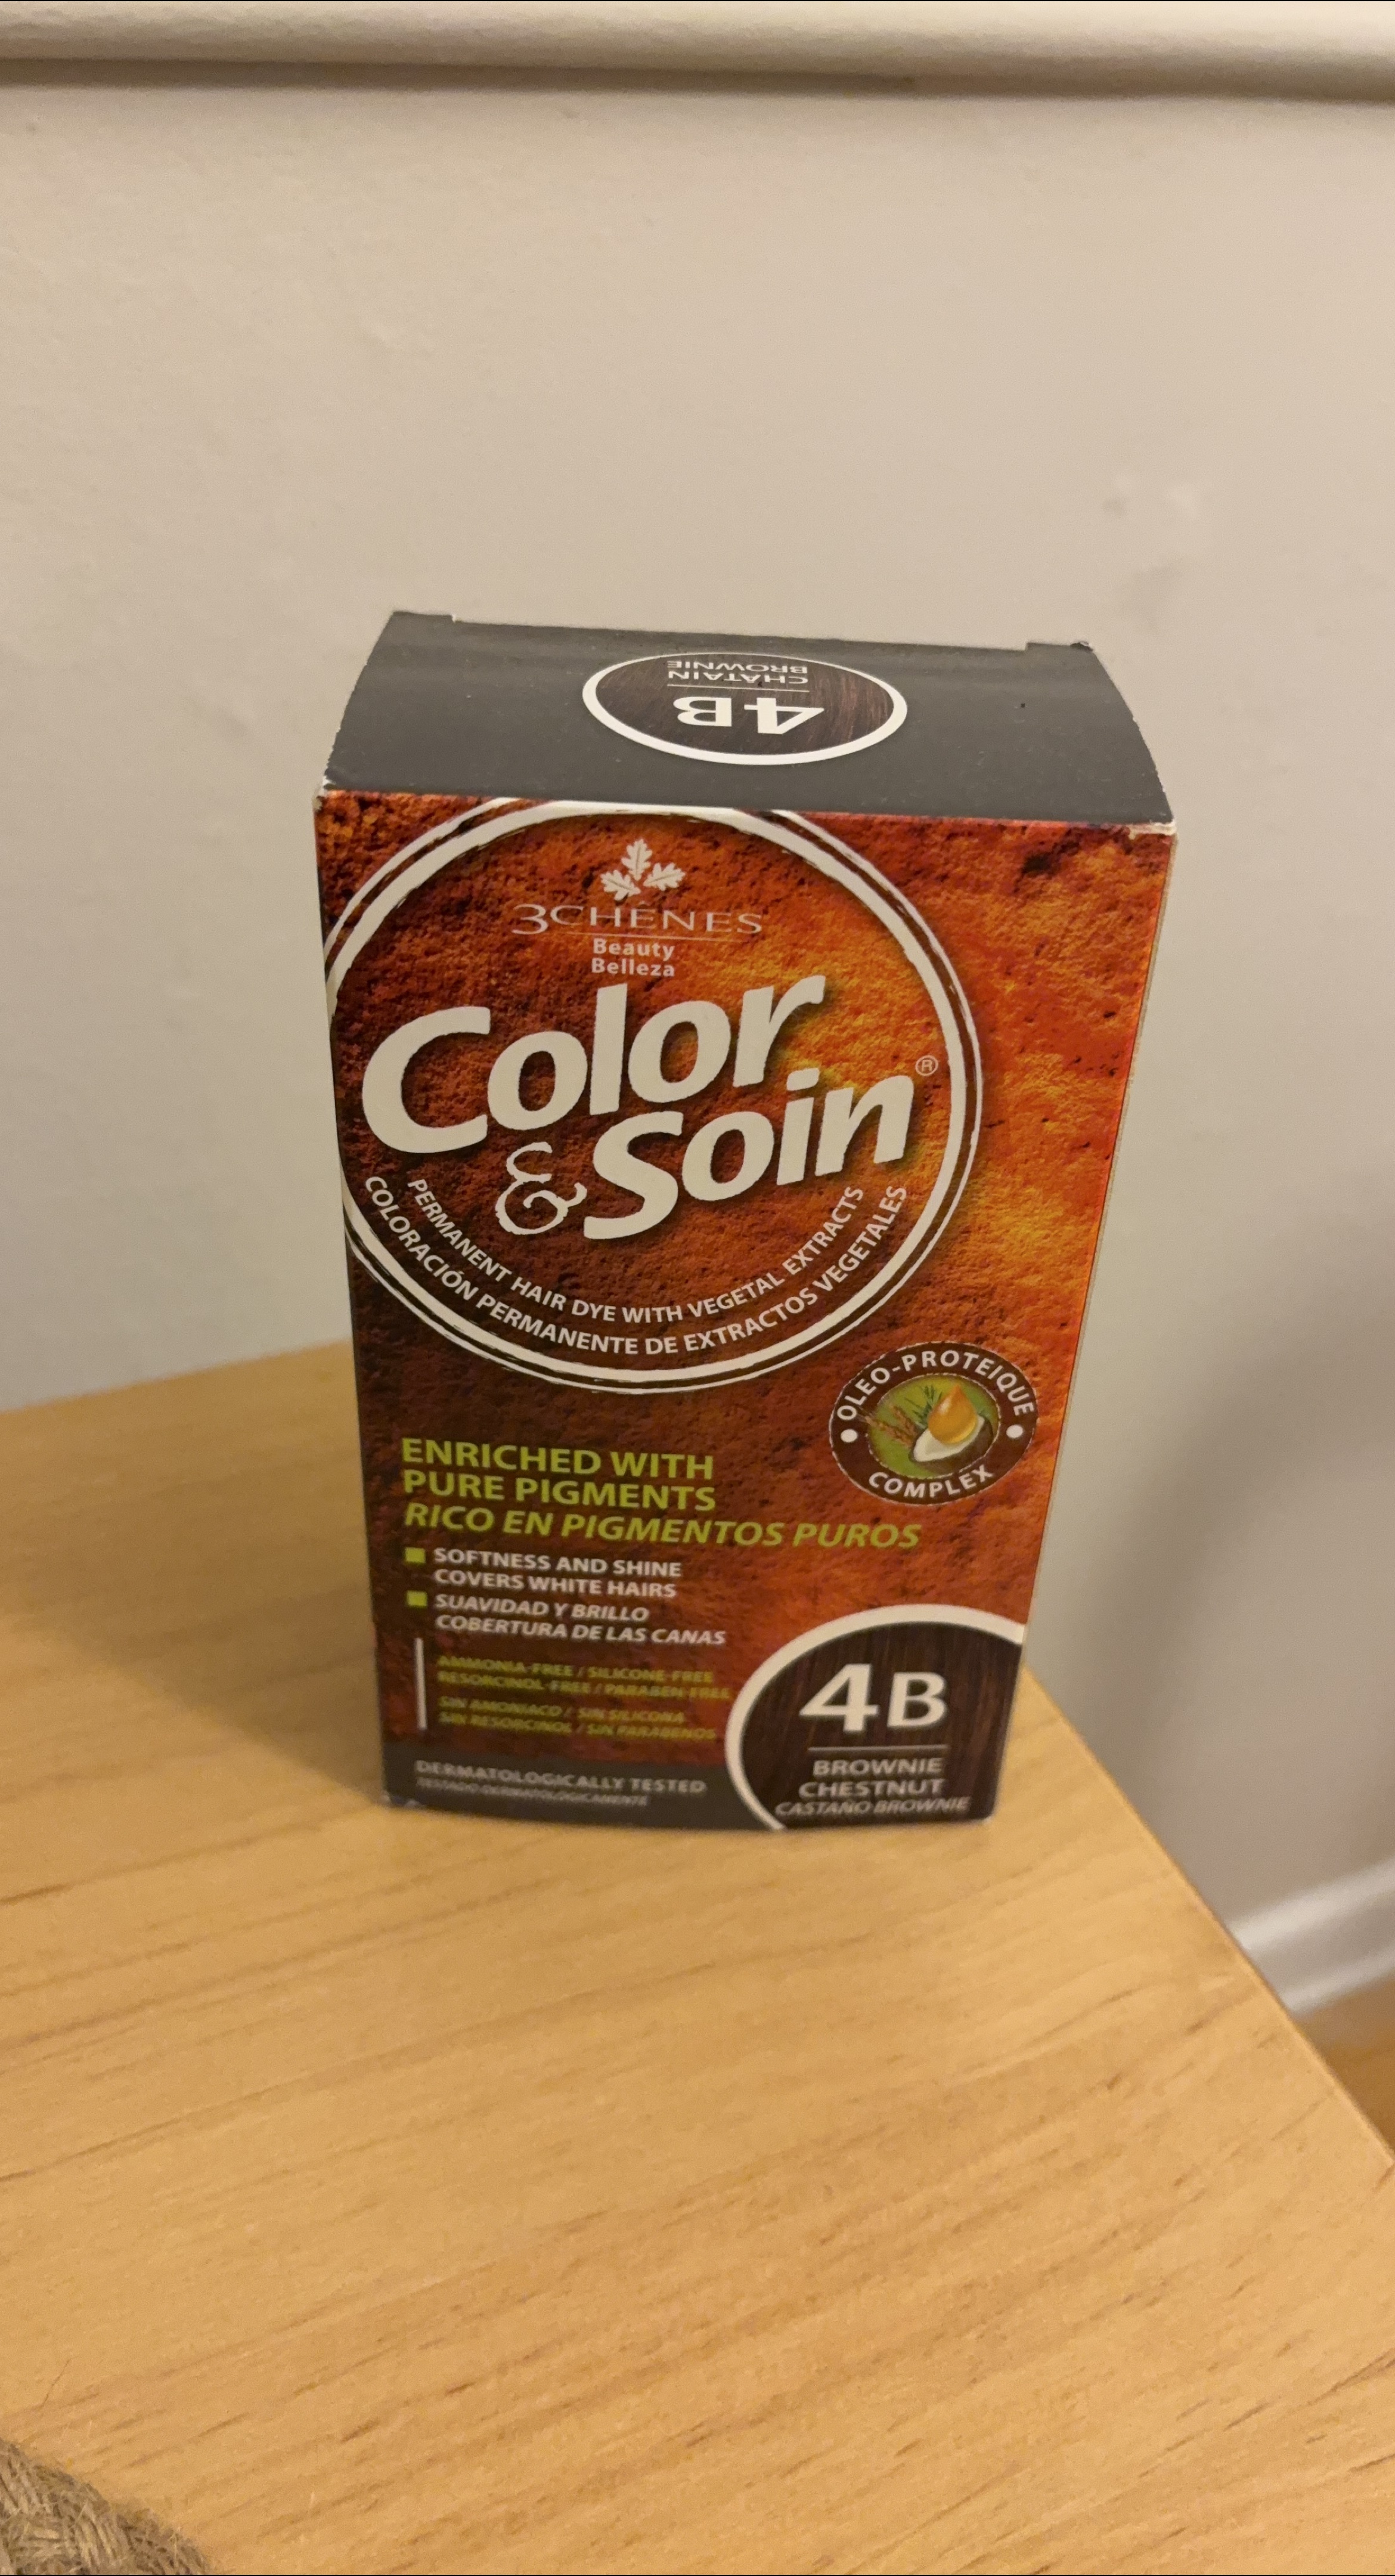 4B
CHATAIN
BROWNIE
3CHÊNES
Beauty
Belleza
Color
& Soin®
PERMANENT HAIR DYE WITH VEGETAL EXTRACTS
COLORACIÓN PERMANENTE DE EXTRACTOS VEGETALES
OLEO-PROTEIQUE
COMPLEX
ENRICHED WITH
PURE PIGMENTS
RICO EN PIGMENTOS PUROS
SOFTNESS AND SHINE
COVERS WHITE HAIRS
SUAVIDAD Y BRILLO
COBERTURA DE LAS CANAS
AMMONIA-FREE / SILICONE-FREE
RESORCINOL-FREE / PARABEN-FREE
SIN AMONIACO / SIN SILICONA
SIN RESORCINOL / SIN PARABENOS
DERMATOLOGICALLY TESTED
TESTADO DERMATOLÓGICAMENTE
4B
BROWNIE
CHESTNUT
CASTAÑO BROWNIE